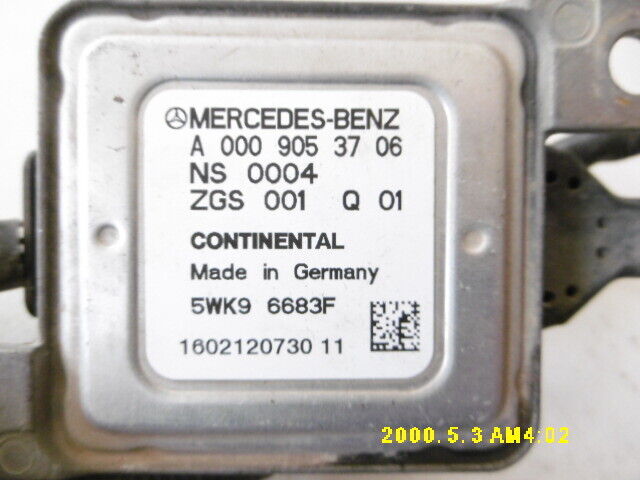 MERCEDES-BENZ
A 000 905 37 06
NS 0004
ZGS 001 Q 01
CONTINENTAL
Made in Germany
5WK9 6683F
1602120730 11
2000. 5. 3 AM4:02